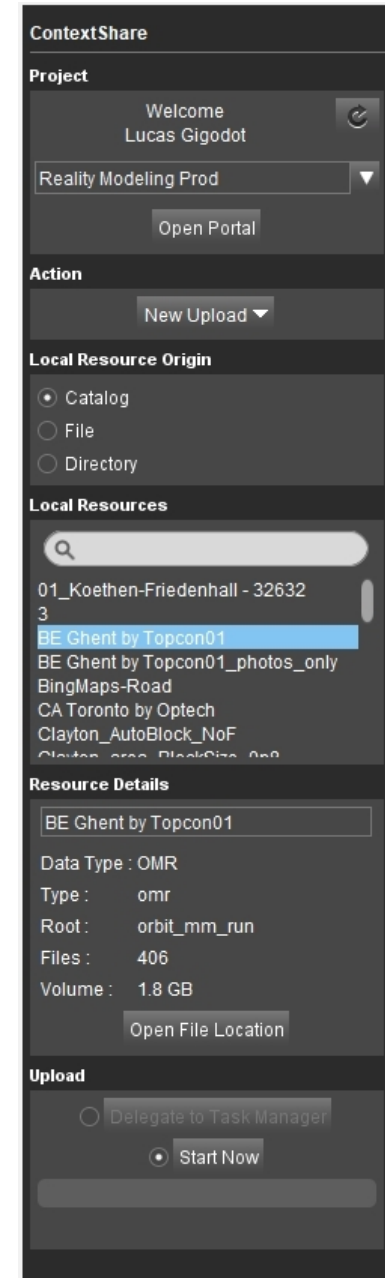 ContextShare
Project
Welcome
Lucas Gigodot
Reality Modeling Prod
Open Portal
Action
New Upload
Local Resource Origin
Catalog
File
Directory
Local Resources
01_Koethen-Friedenhall - 32632
3
BE Ghent by Topcon01
BE Ghent by Topcon01_photos_only
BingMaps-Road
CA Toronto by Optech
Clayton_AutoBlock_NoF
Resource Details
BE Ghent by Topcon01
Data Type : OMR
Type : omr
Root : orbit_mm_run
Files : 406
Volume : 1.8 GB
Open File Location
Upload
Delegate to Task Manager
Start Now